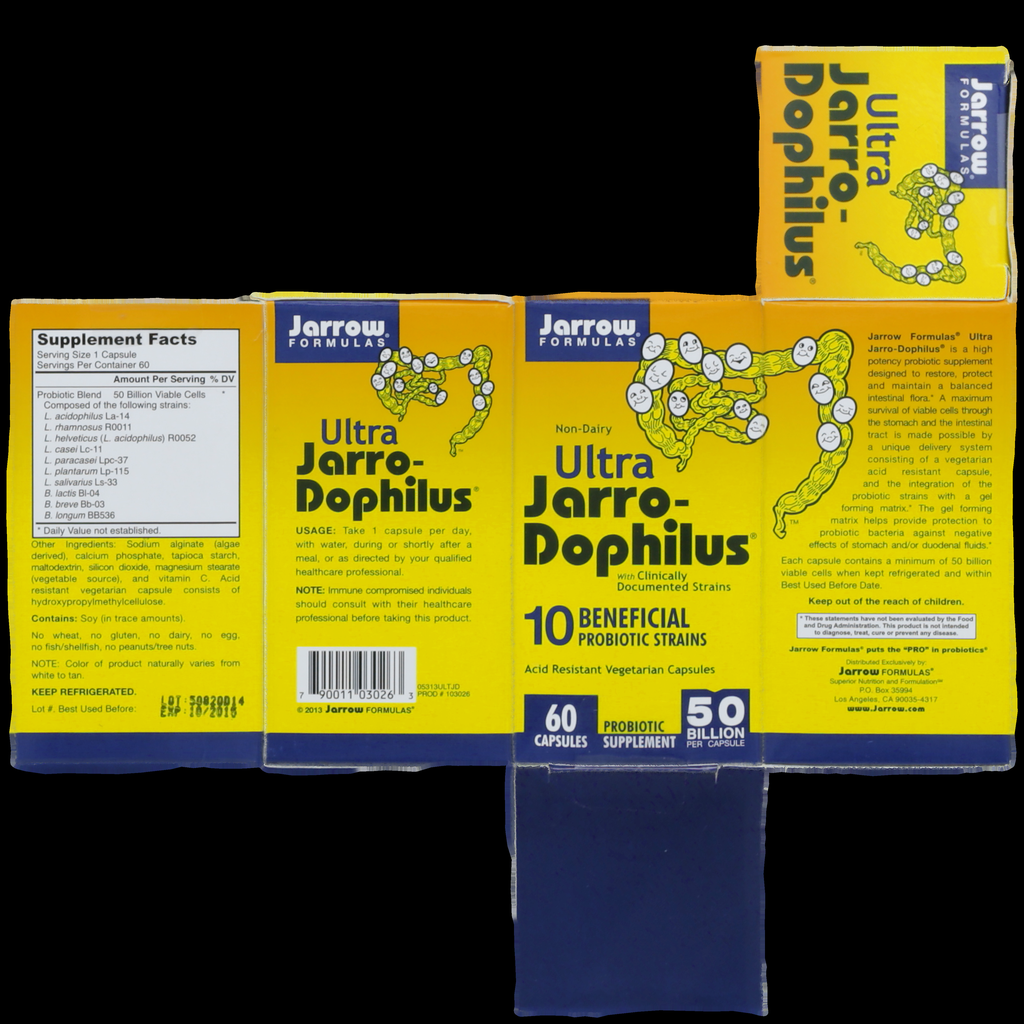 Jarrow
FORMULAS®
Ultra
Jarro-
Dophilus®
Supplement Facts
Serving Size 1 Capsule
Servings Per Container 60
Amount Per Serving % DV
Probiotic Blend 50 Billion Viable Cells *
Composed of the following strains:
L. acidophilus La-14
L. rhamnosus R0011
L. helveticus (L. acidophilus) R0052
L. casei Lc-11
L. paracasei Lpc-37
L. plantarum Lp-115
L. salivarius Ls-33
B. lactis Bl-04
B. breve Bb-03
B. longum BB536
* Daily Value not established.
Other Ingredients: Sodium alginate (algae
derived), calcium phosphate, tapioca starch,
maltodextrin, silicon dioxide, magnesium stearate
(vegetable source), and vitamin C. Acid
resistant vegetarian capsule consists of
hydroxypropylmethylcellulose.
Contains: Soy (in trace amounts).
No wheat, no gluten, no dairy, no egg,
no fish/shellfish, no peanuts/tree nuts.
NOTE: Color of product naturally varies from
white to tan.
KEEP REFRIGERATED.
Lot #. Best Used Before:
LOT:50820D14
EXP:10/2016
Jarrow
FORMULAS®
Ultra
Jarro-
Dophilus®
™
USAGE: Take 1 capsule per day,
with water, during or shortly after a
meal, or as directed by your qualified
healthcare professional.
NOTE: Immune compromised individuals
should consult with their healthcare
professional before taking this product.
7 90011 03026 3
05313ULTJD
PROD # 103026
© 2013 Jarrow FORMULAS®
Jarrow
FORMULAS®
Non-Dairy
Ultra
Jarro-
Dophilus®
™
With Clinically
Documented Strains
10 BENEFICIAL
PROBIOTIC STRAINS
Acid Resistant Vegetarian Capsules
60
CAPSULES
PROBIOTIC
SUPPLEMENT
50
BILLION
PER CAPSULE
Jarrow Formulas® Ultra
Jarro-Dophilus® is a high
potency probiotic supplement
designed to restore, protect
and maintain a balanced
intestinal flora.* A maximum
survival of viable cells through
the stomach and the intestinal
tract is made possible by
a unique delivery system
consisting of a vegetarian
acid resistant capsule,
and the integration of the
probiotic strains with a gel
forming matrix.* The gel forming
matrix helps provide protection to
probiotic bacteria against negative
effects of stomach and/or duodenal fluids.*
Each capsule contains a minimum of 50 billion
viable cells when kept refrigerated and within
Best Used Before Date.
Keep out of the reach of children.
* These statements have not been evaluated by the Food
and Drug Administration. This product is not intended
to diagnose, treat, cure or prevent any disease.
Jarrow Formulas® puts the "PRO" in probiotics®
Distributed Exclusively by:
Jarrow FORMULAS®
Superior Nutrition and Formulation℠
P.O. Box 35994
Los Angeles, CA 90035-4317
www.Jarrow.com